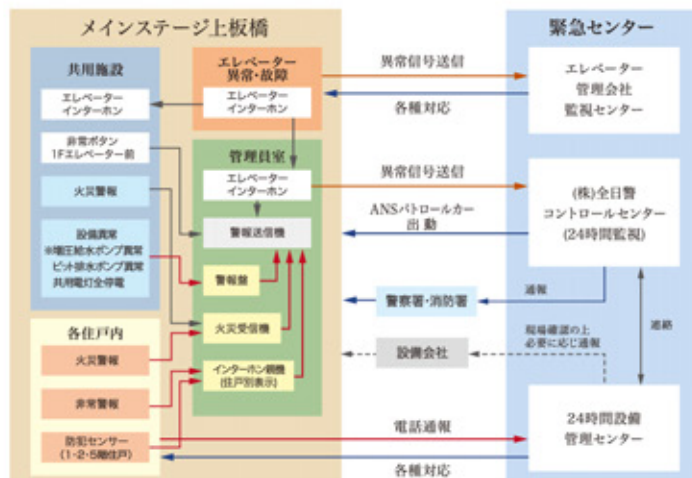 メインステージ上板橋
共用施設
エレベーター
インターホン
非常ボタン
1Fエレベーター前
火災警報
設備異常
※増圧給水ポンプ異常
ピット排水ポンプ異常
共用電灯全停電
各住戸内
火災警報
非常警報
防犯センサー
(1・2・5階住戸)
エレベーター
異常・故障
エレベーター
インターホン
管理員室
エレベーター
インターホン
警報送信機
警報盤
火災受信機
インターホン親機
(住戸別表示)
異常信号送信
各種対応
異常信号送信
ANSパトロールカー
出動
警察署・消防署
通報
設備会社
現場確認の上
必要に応じ通報
連絡
電話通報
各種対応
緊急センター
エレベーター
管理会社
監視センター
(株)全日警
コントロールセンター
(24時間監視)
24時間設備
管理センター